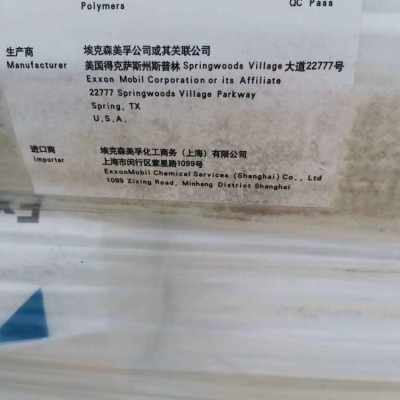 Polymers
QC Pass
生产商 埃克森美孚公司或其关联公司
Manufacturer 美国得克萨斯州斯普林 Springwoods Village 大道22777号
Exxon Mobil Corporation or its Affiliate
22777 Springwoods Village Parkway
Spring, TX
U.S.A.
进口商 埃克森美孚化工商务（上海）有限公司
Importer 上海市闵行区紫星路1099号
ExxonMobil Chemical Services (Shanghai) Co., Ltd
1099 Zixing Road, Minhang District Shanghai